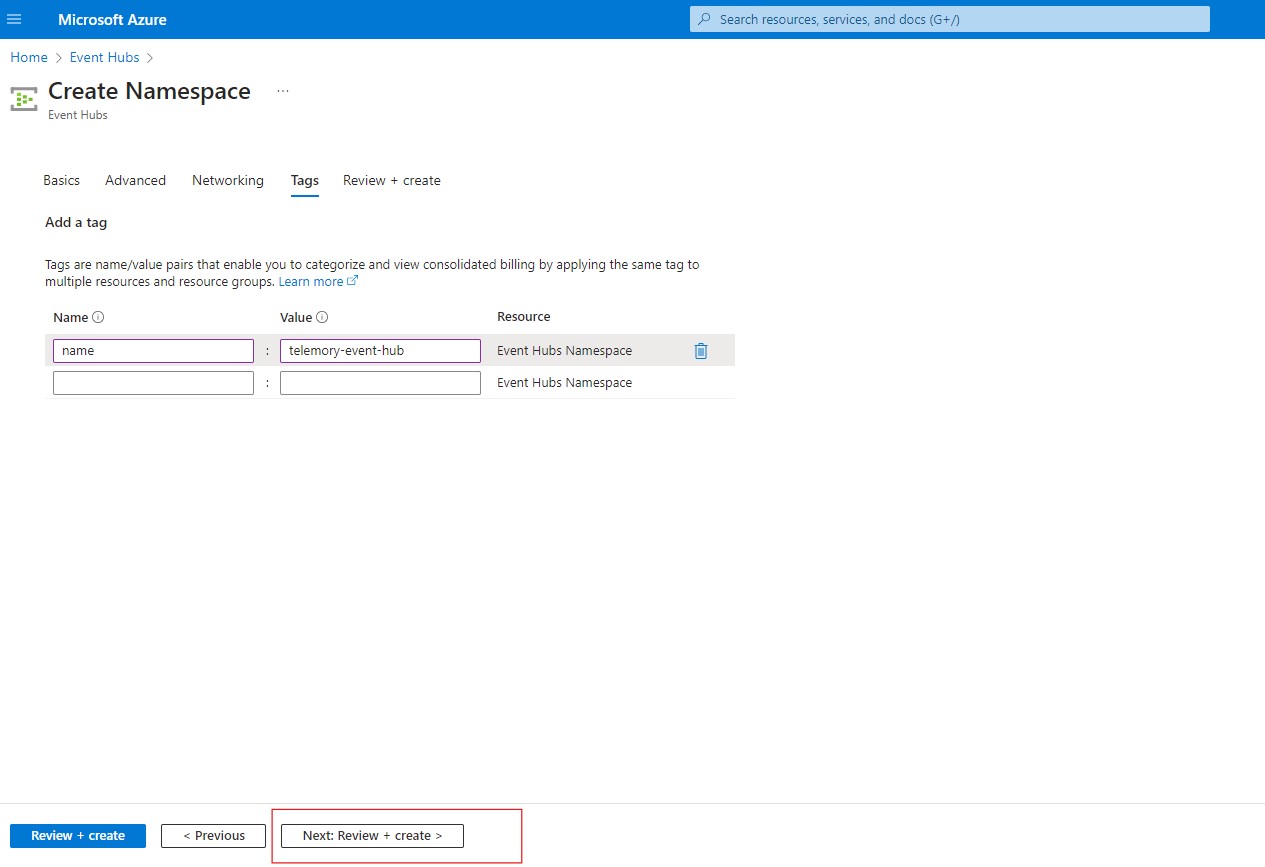 Microsoft Azure
Search resources, services, and docs (G+/)
Home > Event Hubs >
Create Namespace ...
Event Hubs
Basics Advanced Networking Tags Review + create
Add a tag
Tags are name/value pairs that enable you to categorize and view consolidated billing by applying the same tag to
multiple resources and resource groups. Learn more
Name Value Resource
name : telemory-event-hub Event Hubs Namespace
: Event Hubs Namespace
Review + create < Previous Next: Review + create >